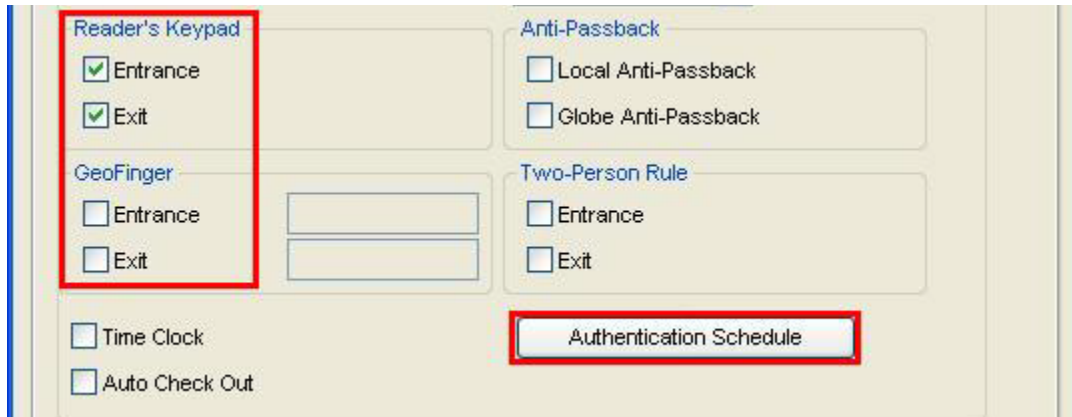 Reader's Keypad
Entrance
Exit
Anti-Passback
Local Anti-Passback
Globe Anti-Passback
GeoFinger
Entrance
Exit
Two-Person Rule
Entrance
Exit
Time Clock
Auto Check Out
Authentication Schedule